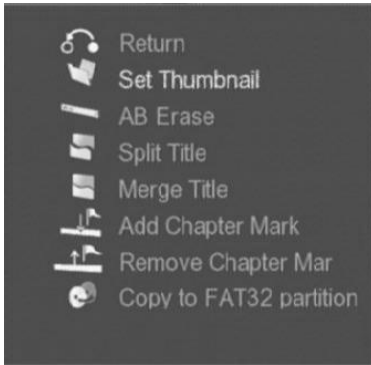 Return
Set Thumbnail
AB Erase
Split Title
Merge Title
Add Chapter Mark
Remove Chapter Mar
Copy to FAT32 partition